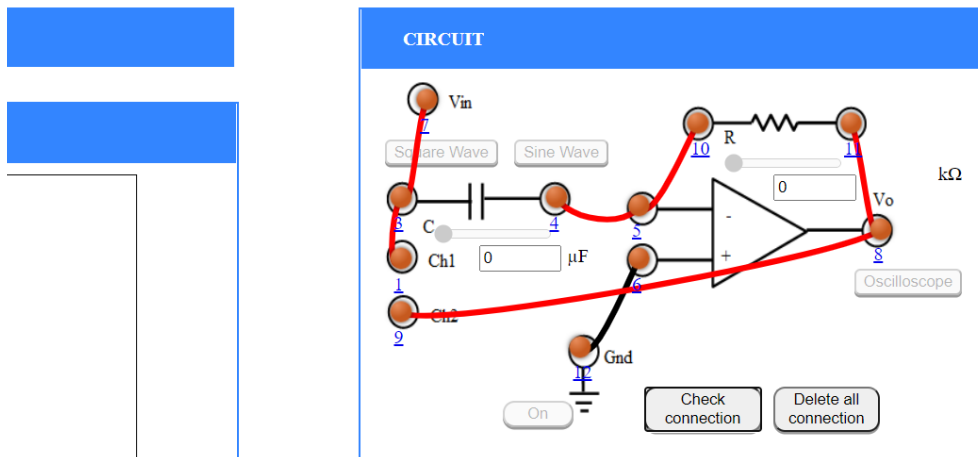 CIRCUIT
Vin
7
10
R
11
Square Wave
Sine Wave
0
kΩ
3
C
4
5
-
Vo
8
1
Ch1
0
μF
6
+
Oscilloscope
9
Ch2
12
Gnd
On
Check
connection
Delete all
connection